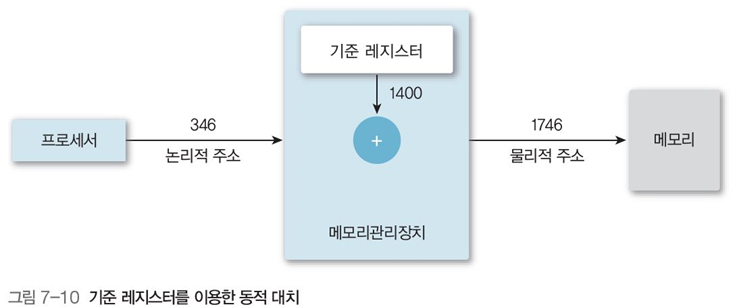 기준 레지스터
1400
프로세서
346
논리적 주소
+
1746
물리적 주소
메모리
메모리관리장치
그림 7-10 기준 레지스터를 이용한 동적 대치